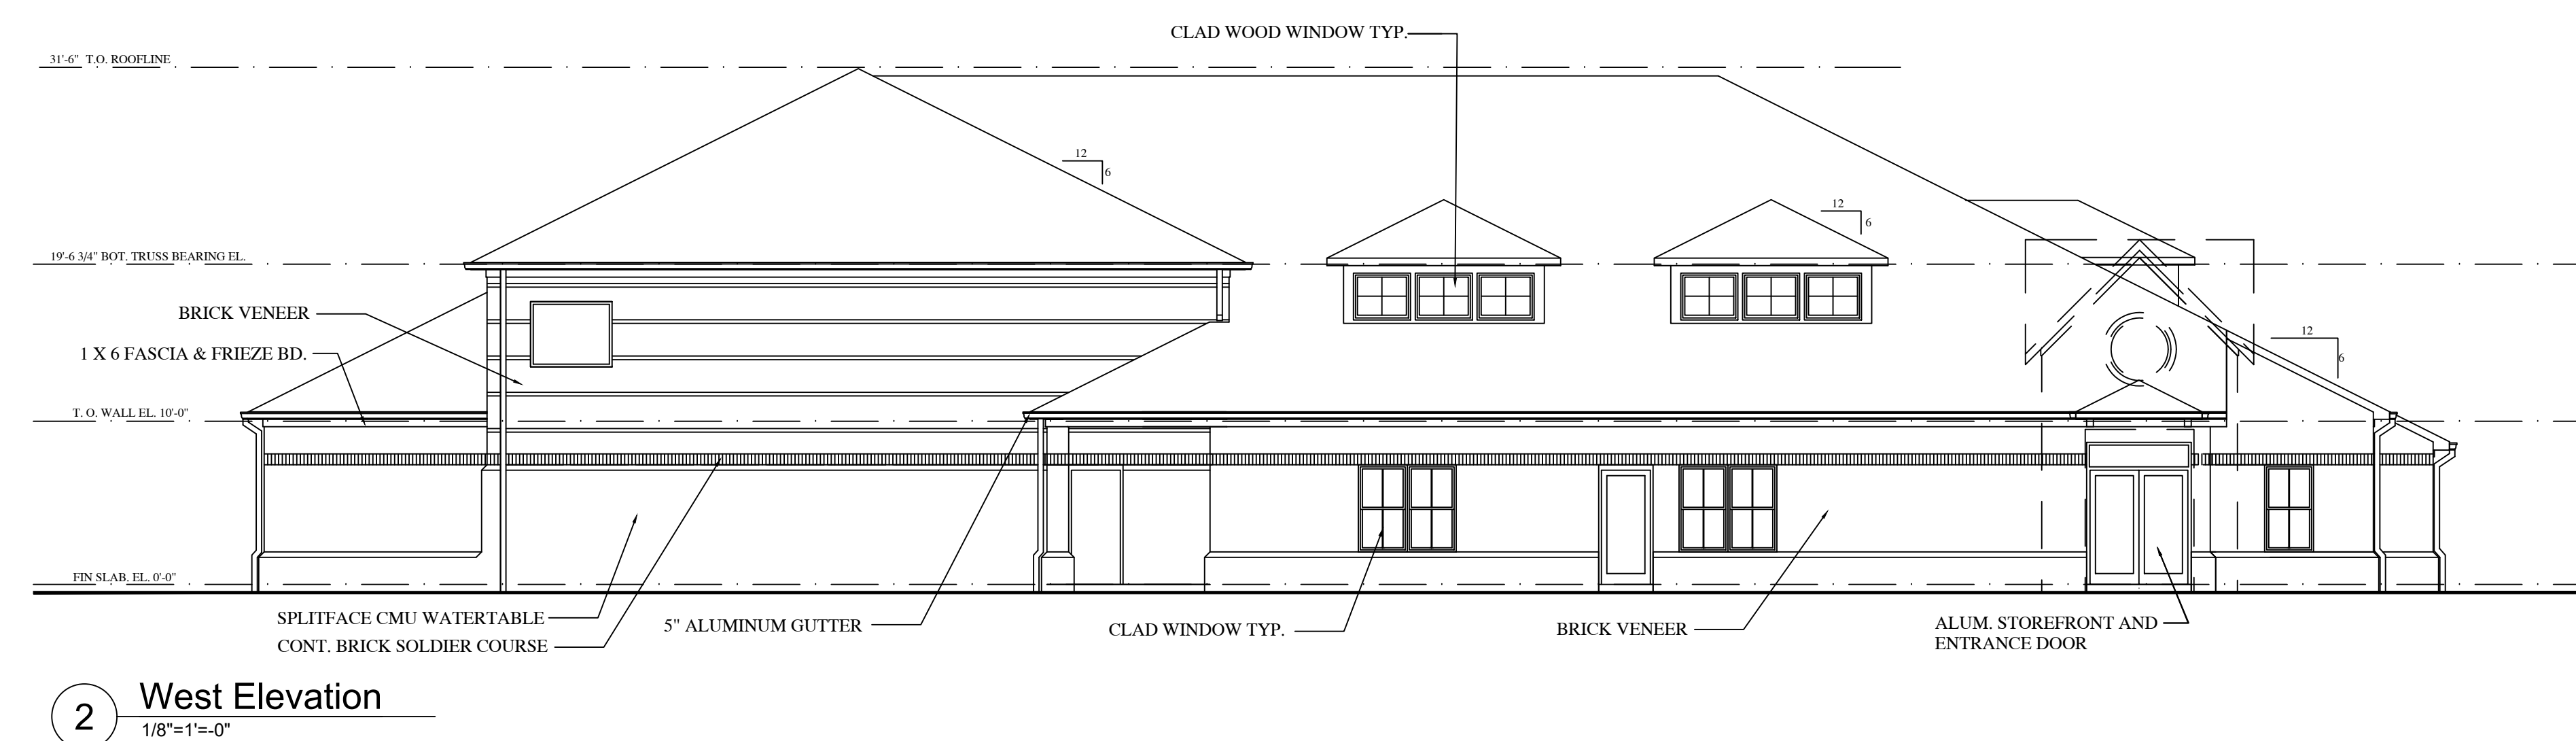 CLAD WOOD WINDOW TYP.
31'-6" T.O. ROOFLINE
12
6
12
6
19'-6 3/4" BOT. TRUSS BEARING EL.
BRICK VENEER
12
6
1 X 6 FASCIA & FRIEZE BD.
T. O. WALL EL. 10'-0"
FIN SLAB. EL. 0'-0"
SPLITFACE CMU WATERTABLE
CONT. BRICK SOLDIER COURSE
5" ALUMINUM GUTTER
CLAD WINDOW TYP.
BRICK VENEER
ALUM. STOREFRONT AND
ENTRANCE DOOR
2
West Elevation
1/8"=1'=-0"